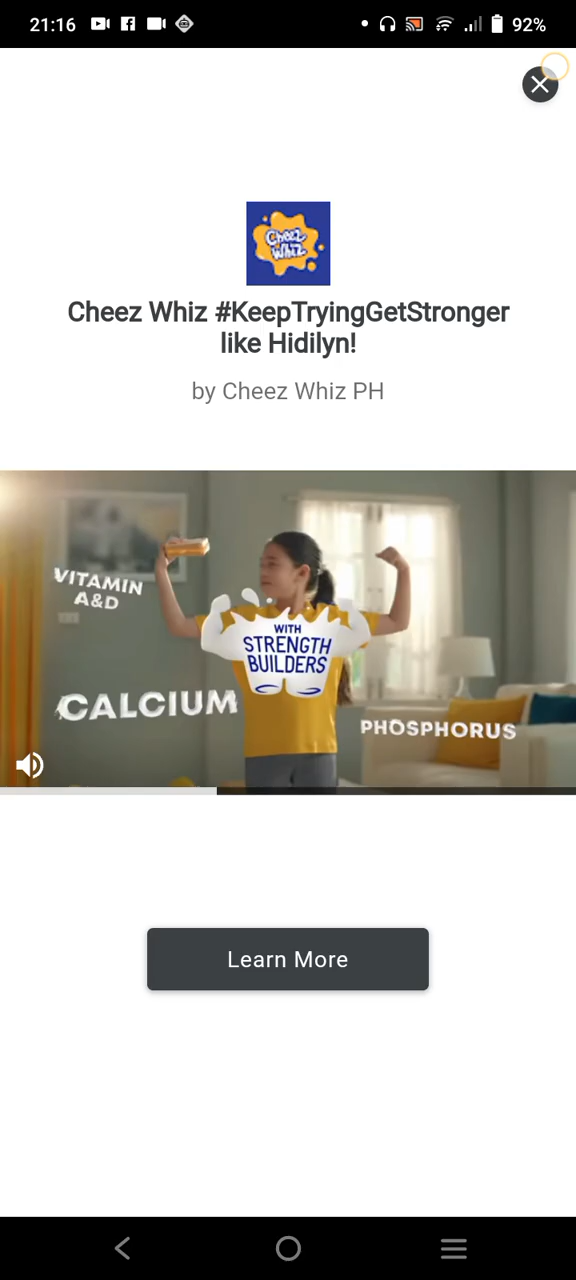 21:16
92%
Cheez
Whiz
Cheez Whiz #KeepTryingGetStronger
like Hidilyn!
by Cheez Whiz PH
VITAMIN
A&D
WITH
STRENGTH
BUILDERS
CALCIUM
PHOSPHORUS
Learn More